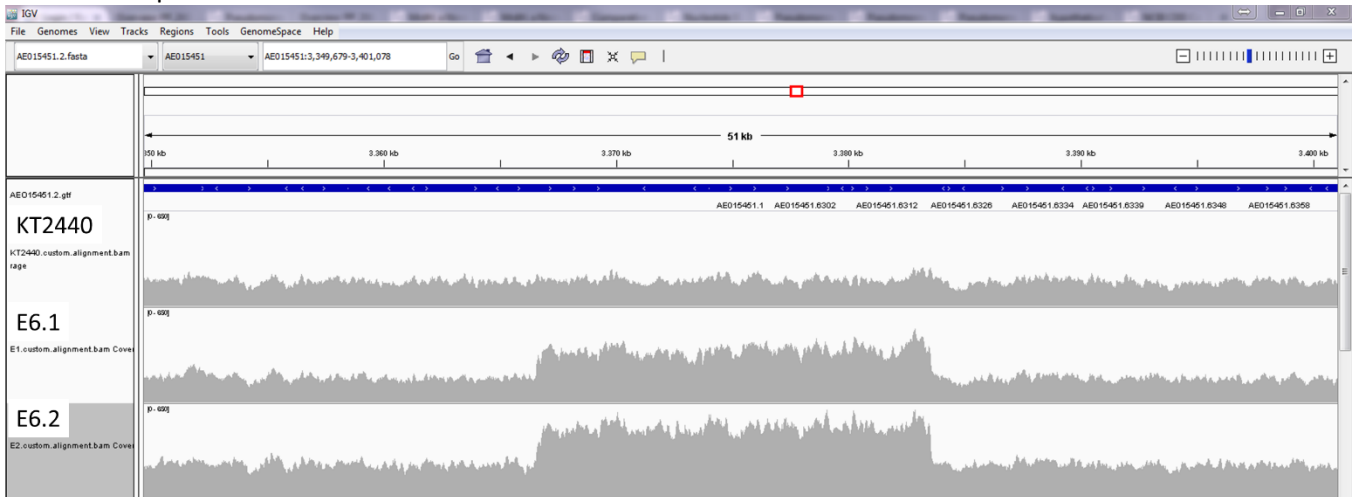 IGV
File Genomes View Tracks Regions Tools GenomeSpace Help
AE015451.2.fasta AE015451 AE015451:3,349,679-3,401,078 Go
51 kb
350 kb 3.360 kb 3.370 kb 3.380 kb 3.390 kb 3.400 kb
AEO15451.2.gtf
AE015451.1 AE015451.6302 AE015451.6312 AE015451.6326 AE015451.6334 AE015451.6339 AE015451.6348 AE015451.6358
KT2440
[0 - 650]
KT2440.custom.alignment.bam
rage
E6.1
[0 - 650]
E1.custom.alignment.bam Cover
E6.2
[0 - 650]
E2.custom.alignment.bam Cover